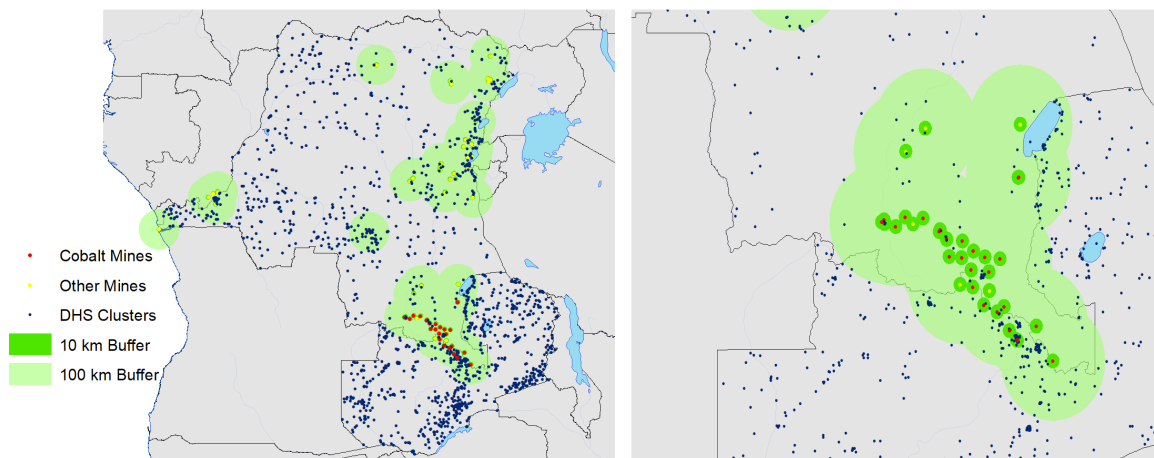 Cobalt Mines
Other Mines
DHS Clusters
10 km Buffer
100 km Buffer